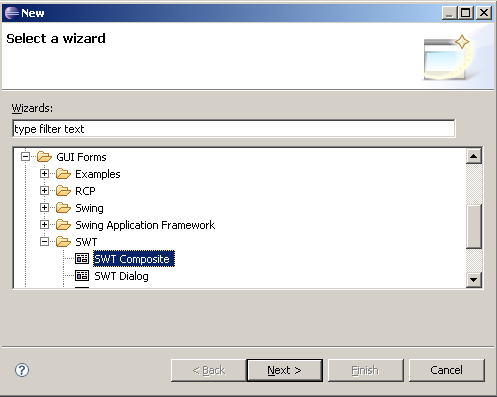 New
Select a wizard
Wizards:
type filter text
GUI Forms
Examples
RCP
Swing
Swing Application Framework
SWT
SWT Composite
SWT Dialog
? < Back Next > Finish Cancel